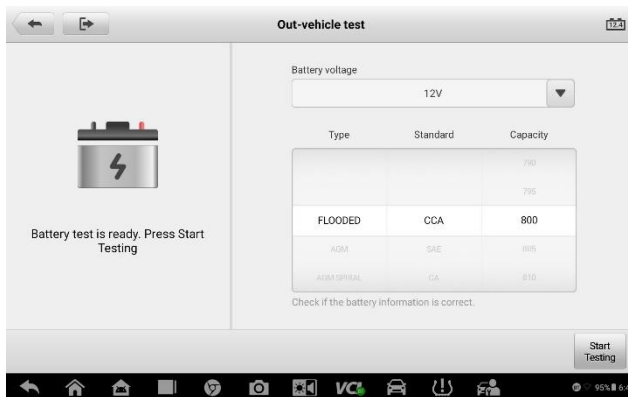 Out-vehicle test
12.4
Battery voltage
12V
Type Standard Capacity
790
795
FLOODED CCA 800
AGM SAE 805
AGM SPIRAL CA 810
Check if the battery information is correct.
Battery test is ready. Press Start
Testing
Start
Testing
VCI
95%